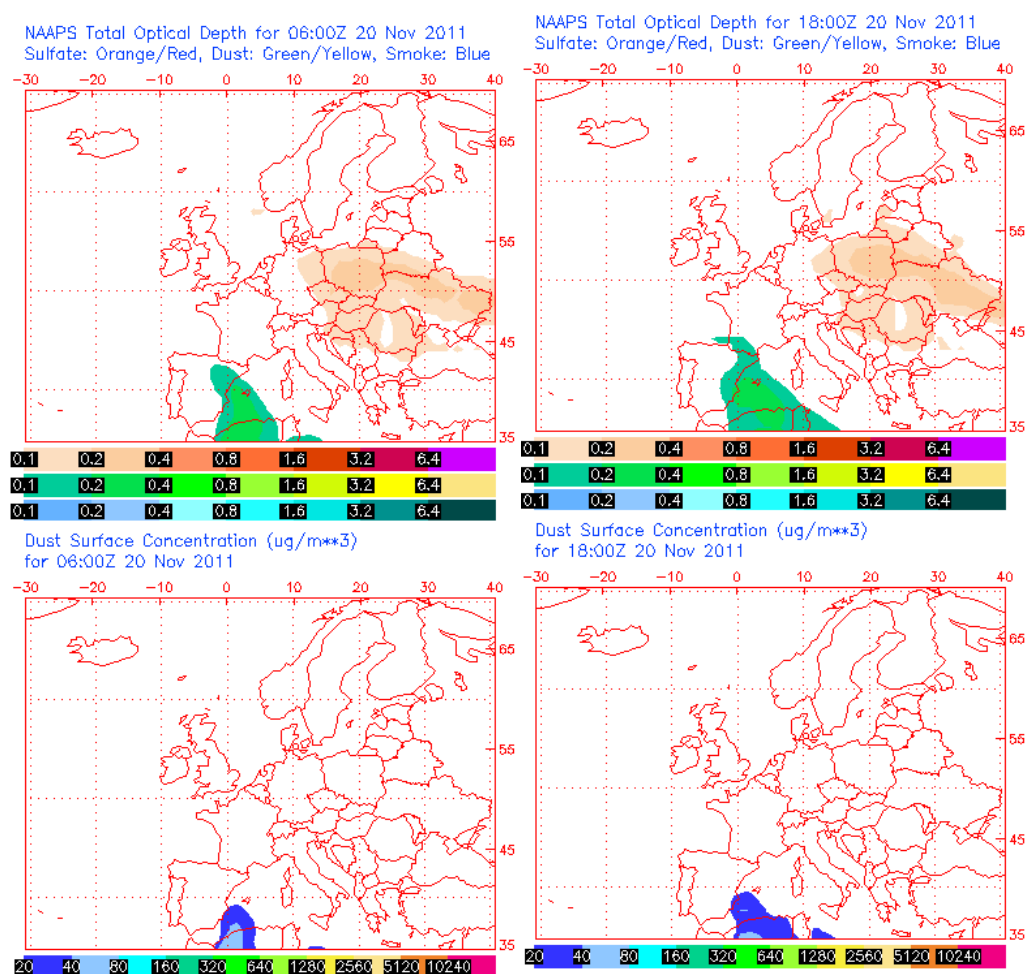 NAAPS Total Optical Depth for 06:00Z 20 Nov 2011
Sulfate: Orange/Red, Dust: Green/Yellow, Smoke: Blue
-30 -20 -10 0 10 20 30 40
65
55
45
35
0.1 0.2 0.4 0.8 1.6 3.2 6.4
0.1 0.2 0.4 0.8 1.6 3.2 6.4
0.1 0.2 0.4 0.8 1.6 3.2 6.4
NAAPS Total Optical Depth for 18:00Z 20 Nov 2011
Sulfate: Orange/Red, Dust: Green/Yellow, Smoke: Blue
-30 -20 -10 0 10 20 30 40
65
55
45
35
0.1 0.2 0.4 0.8 1.6 3.2 6.4
0.1 0.2 0.4 0.8 1.6 3.2 6.4
0.1 0.2 0.4 0.8 1.6 3.2 6.4
Dust Surface Concentration (ug/m**3)
for 06:00Z 20 Nov 2011
-30 -20 -10 0 10 20 30 40
65
55
45
35
20 40 80 160 320 640 1280 2560 5120 10240
Dust Surface Concentration (ug/m**3)
for 18:00Z 20 Nov 2011
-30 -20 -10 0 10 20 30 40
65
55
45
35
20 40 80 160 320 640 1280 2560 5120 10240